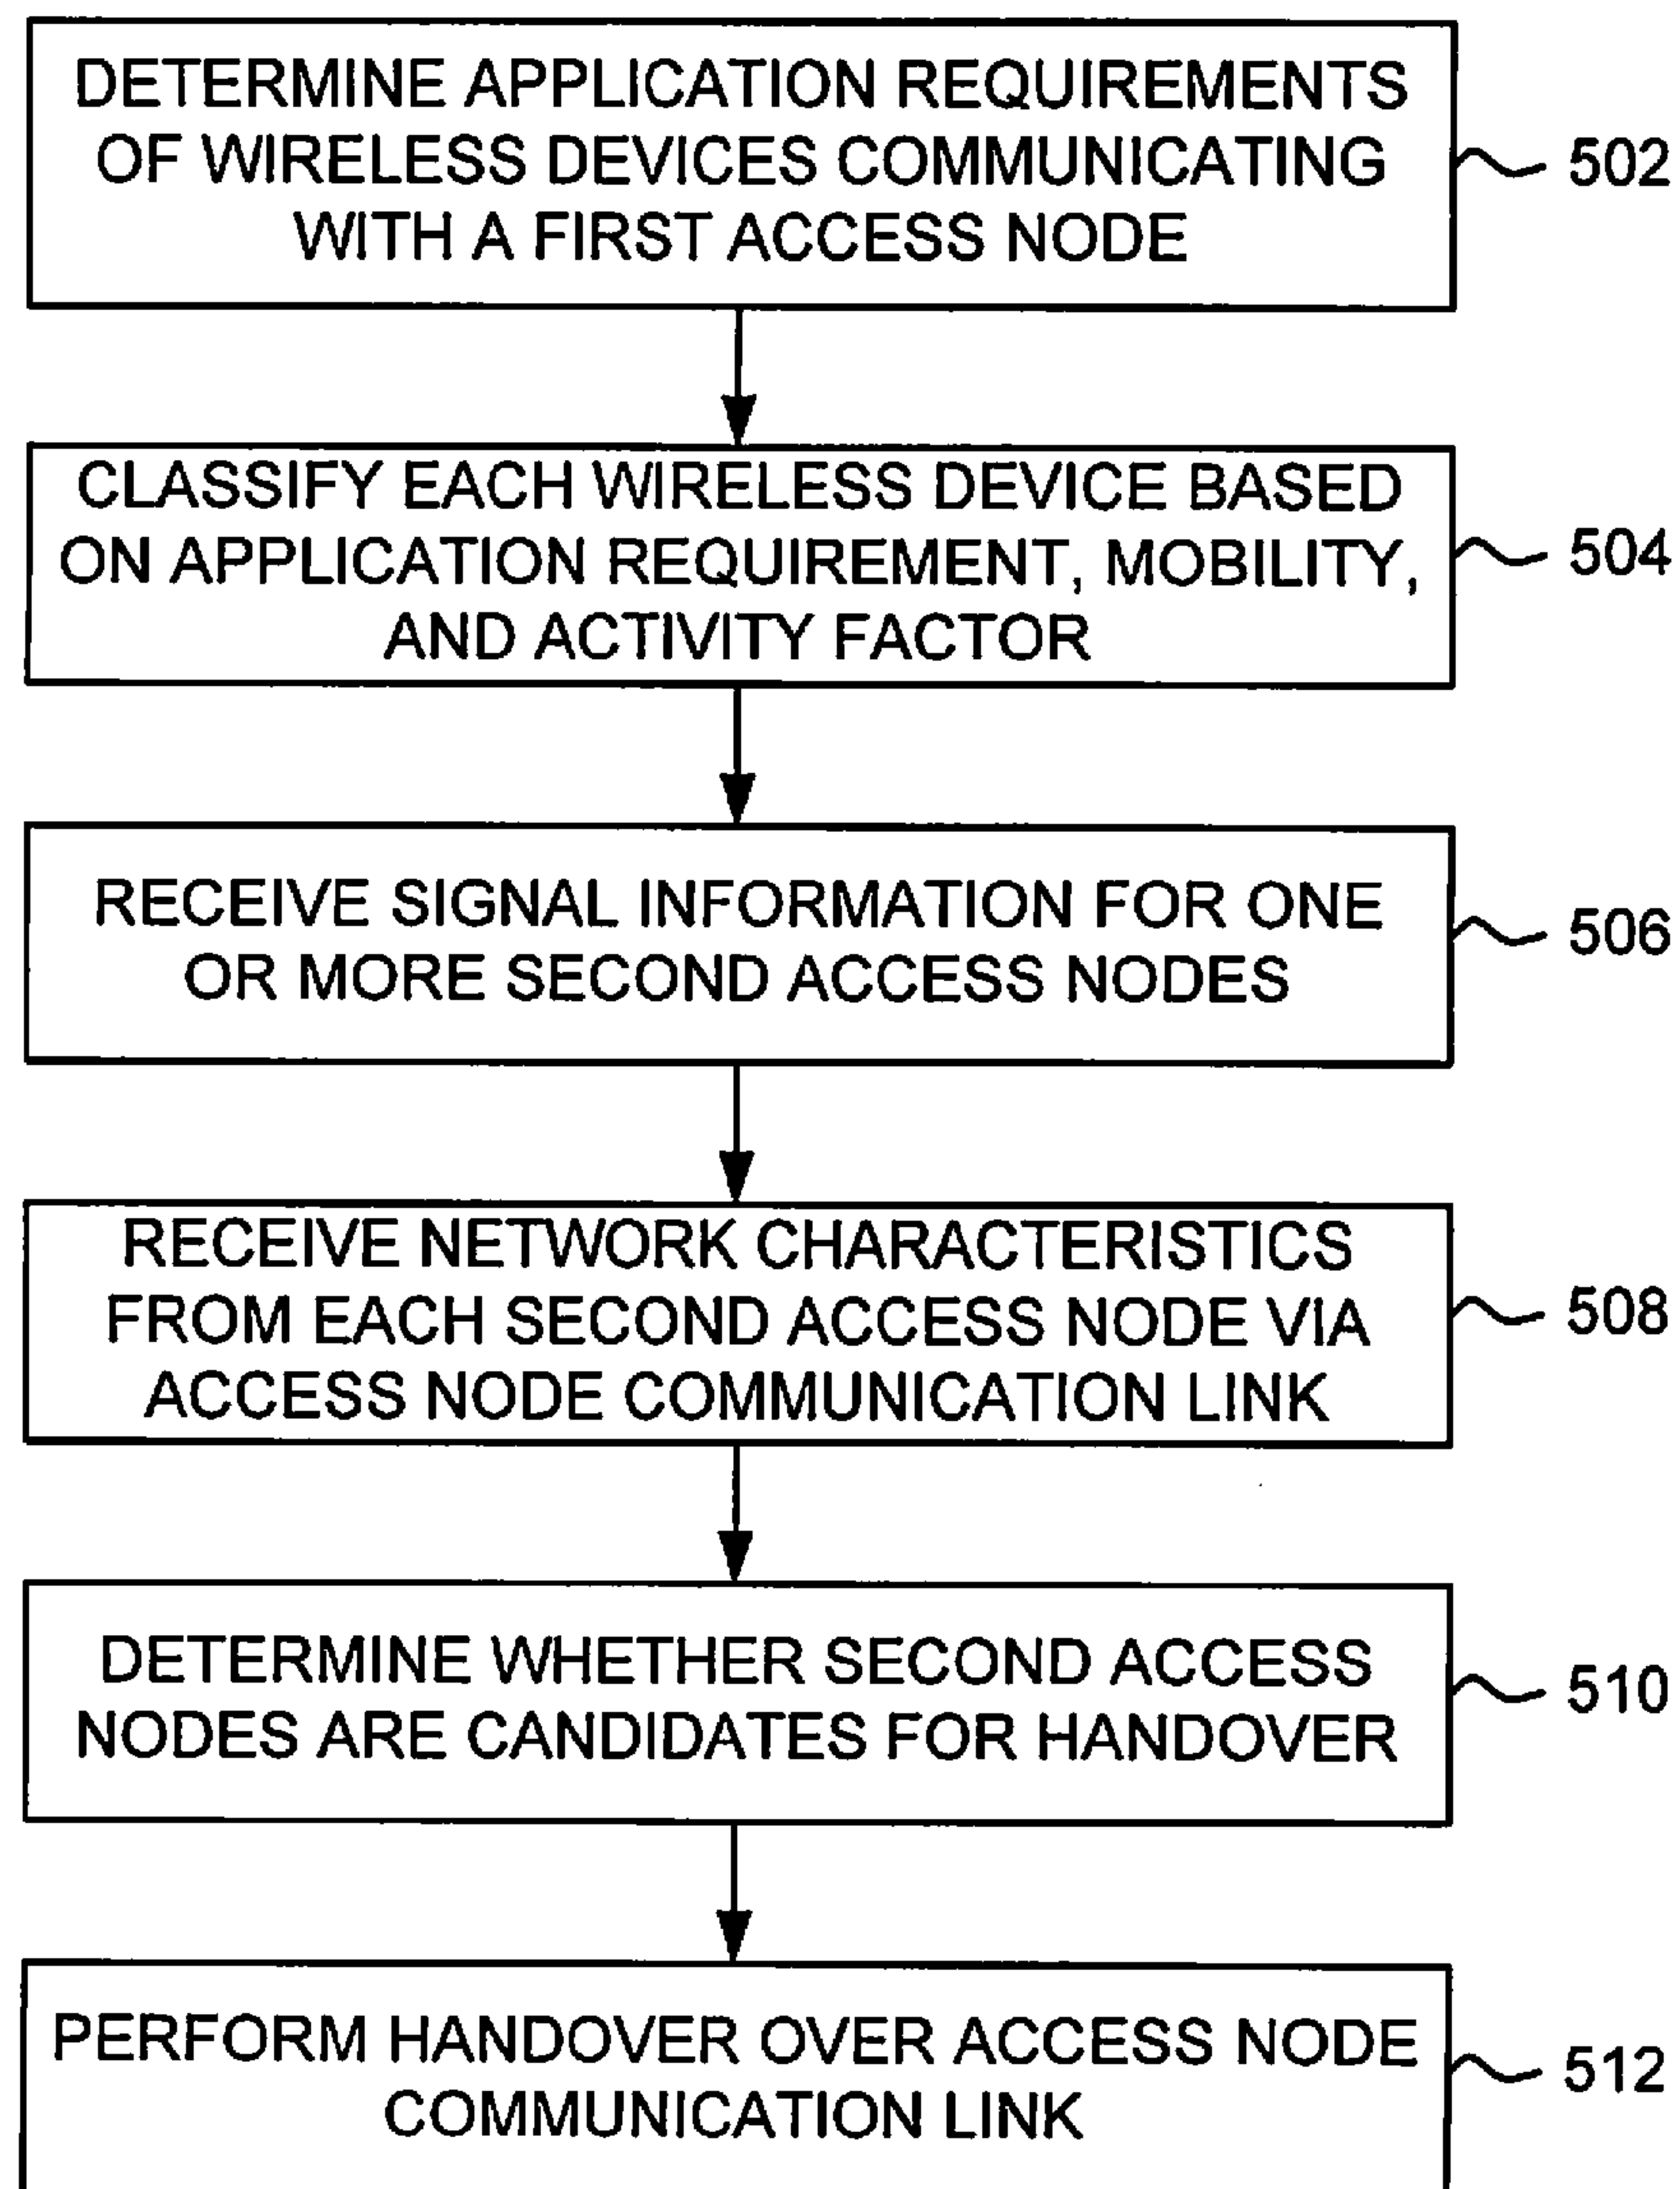 DETERMINE APPLICATION REQUIREMENTS
OF WIRELESS DEVICES COMMUNICATING
WITH A FIRST ACCESS NODE
502
CLASSIFY EACH WIRELESS DEVICE BASED
ON APPLICATION REQUIREMENT, MOBILITY,
AND ACTIVITY FACTOR
504
RECEIVE SIGNAL INFORMATION FOR ONE
OR MORE SECOND ACCESS NODES
506
RECEIVE NETWORK CHARACTERISTICS
FROM EACH SECOND ACCESS NODE VIA
ACCESS NODE COMMUNICATION LINK
508
DETERMINE WHETHER SECOND ACCESS
NODES ARE CANDIDATES FOR HANDOVER
510
PERFORM HANDOVER OVER ACCESS NODE
COMMUNICATION LINK
512